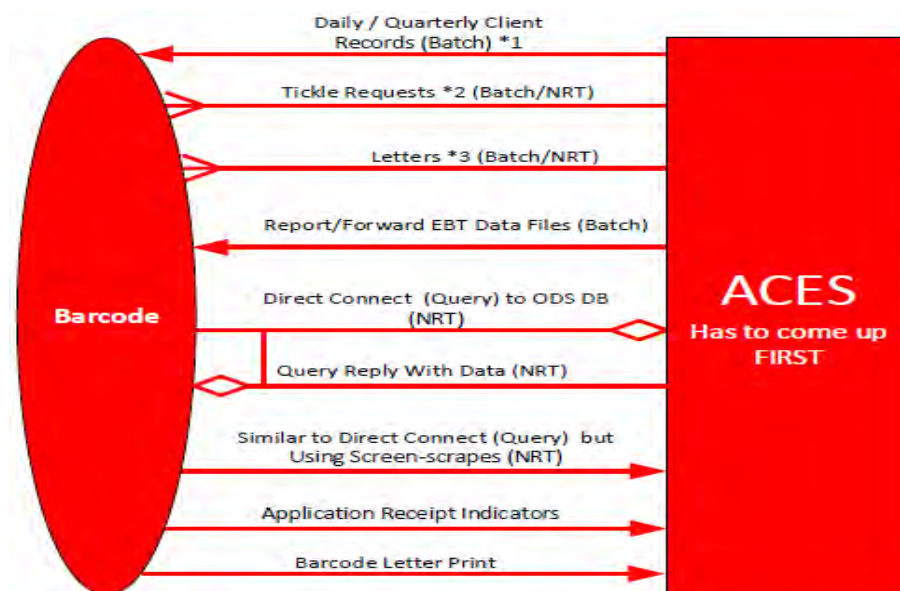 Daily / Quarterly Client
Records (Batch) *1
Tickle Requests *2 (Batch/NRT)
Letters *3 (Batch/NRT)
Report/Forward EBT Data Files (Batch)
Direct Connect (Query) to ODS DB
(NRT)
Query Reply With Data (NRT)
Similar to Direct Connect (Query) but
Using Screen-scrapes (NRT)
Application Receipt Indicators
Barcode Letter Print
Barcode
ACES
Has to come up
FIRST